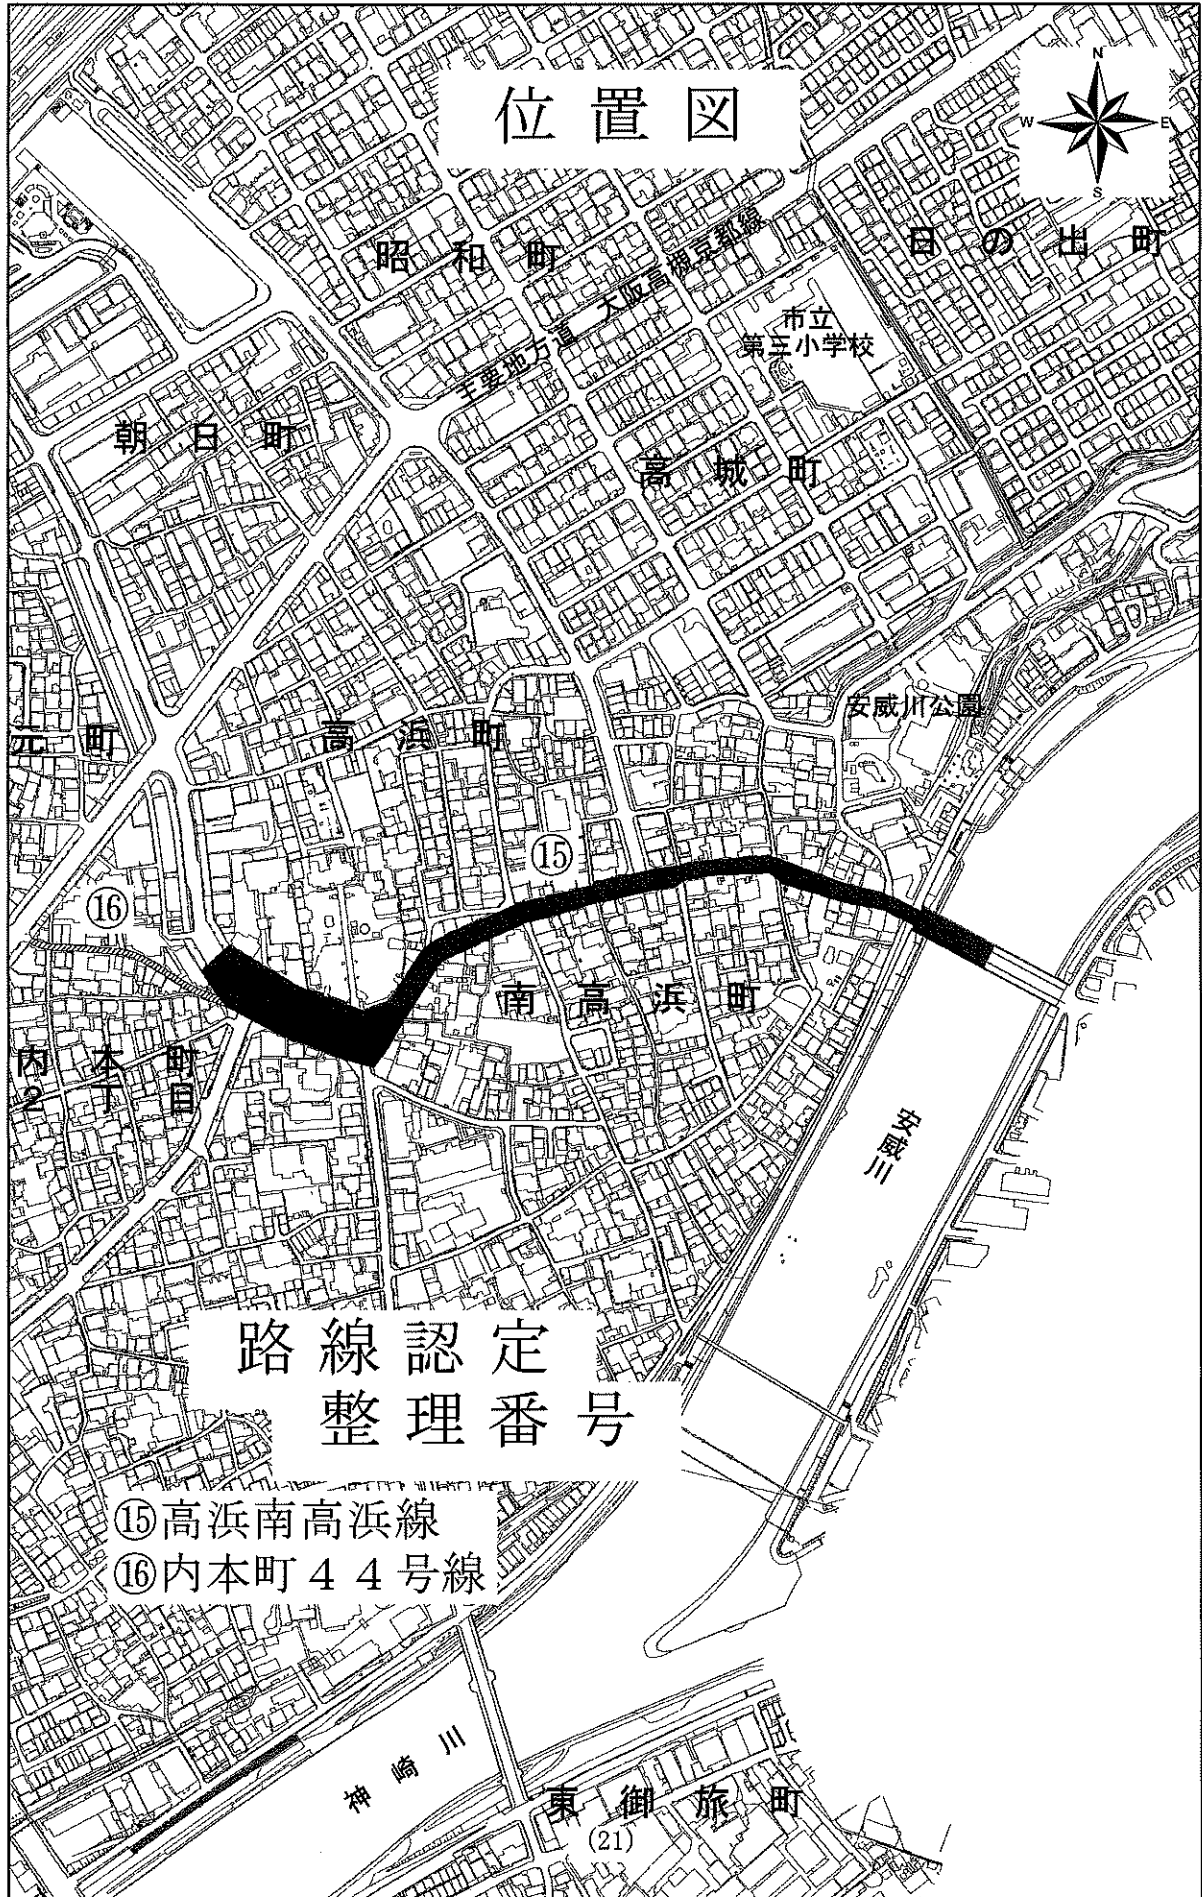 位置図
N
W
E
S
昭和町
日の出町
主要地方道　大阪高槻京都線
市立
第三小学校
朝日町
高城町
安威川公園
元町
高浜町
⑮
⑯
南高浜町
内本町
２丁目
安威川
路線認定
整理番号
⑮高浜南高浜線
⑯内本町４４号線
神崎川
東御旅町
(21)